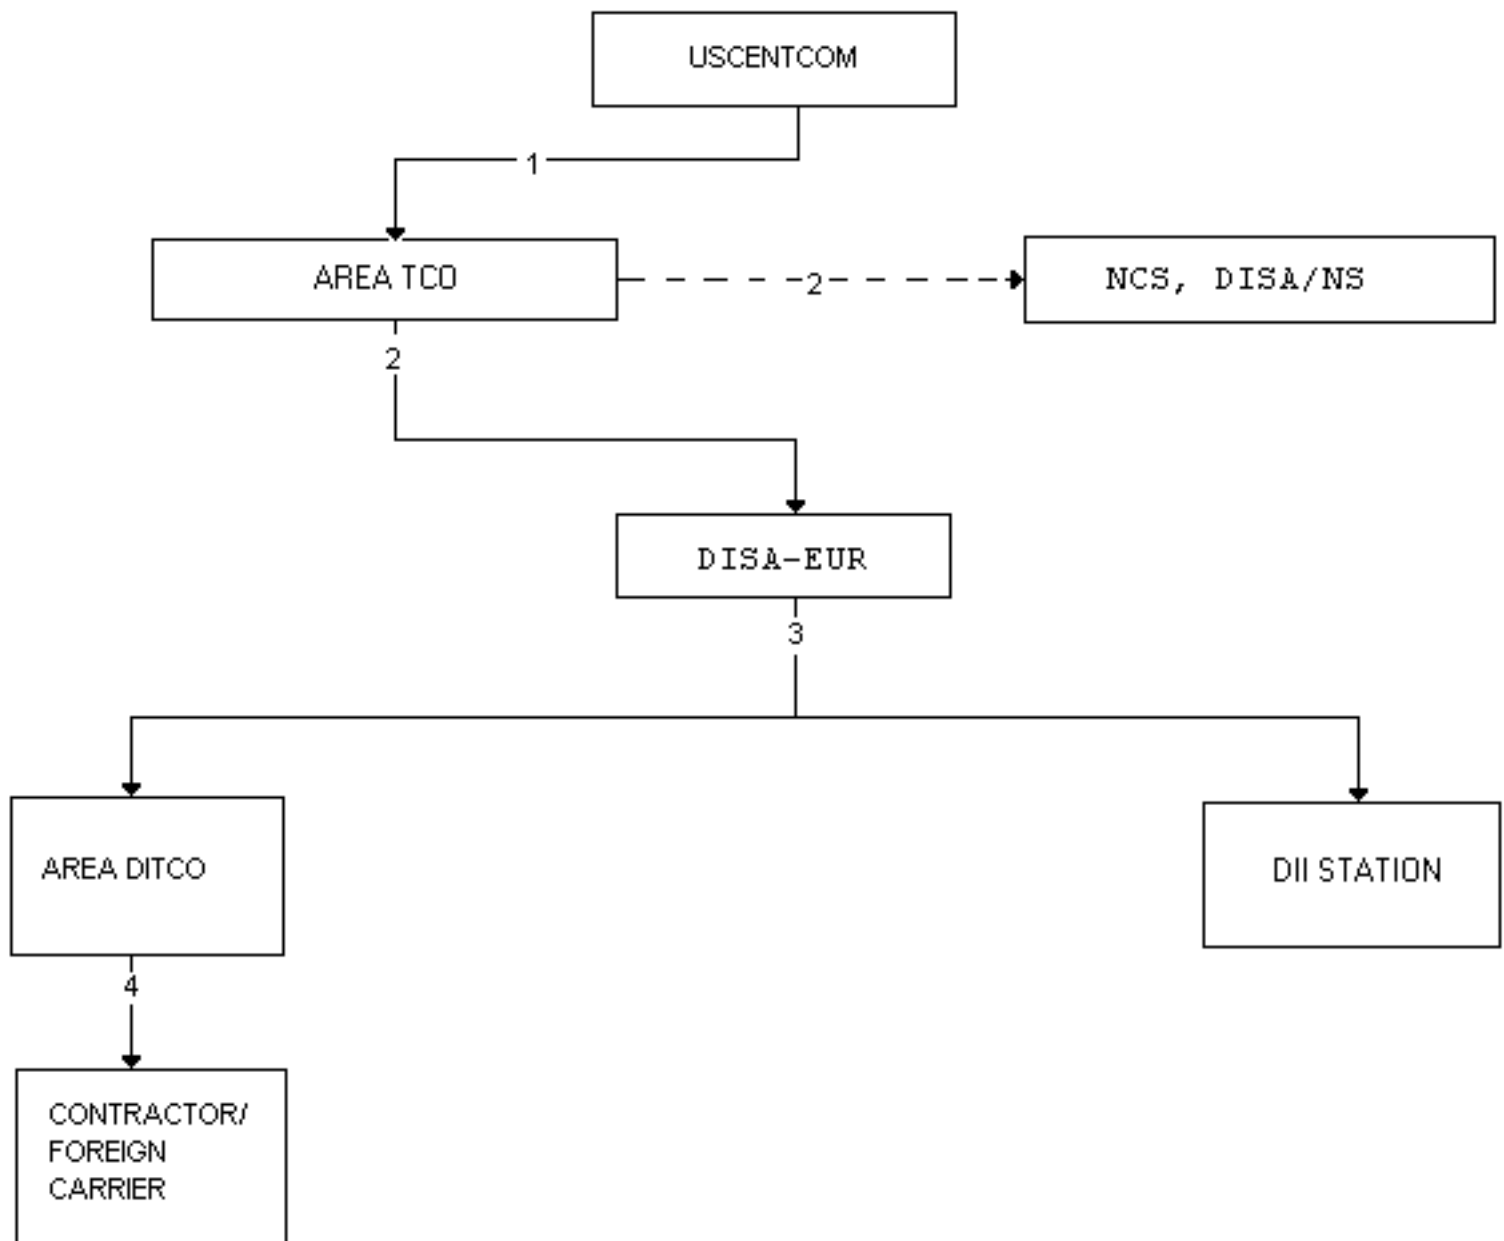 USCENTCOM
1
AREA TCO
2
NCS, DISA/NS
2
DISA-EUR
3
AREA DITCO
DII STATION
4
CONTRACTOR/
FOREIGN
CARRIER